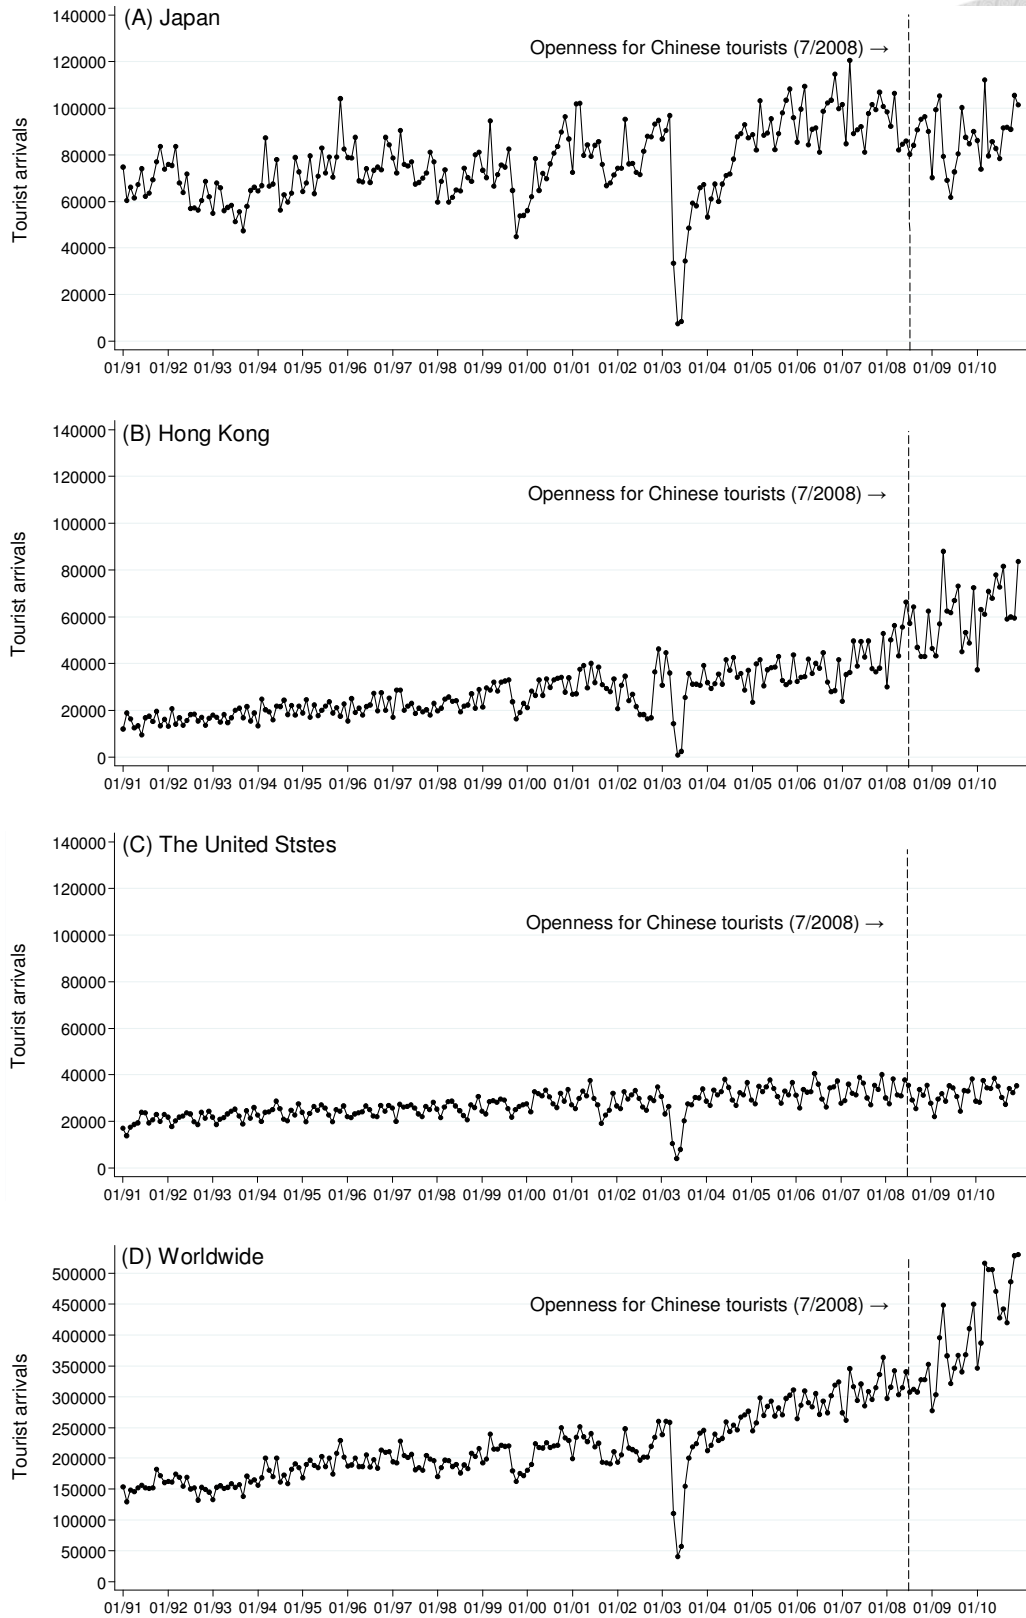 (A) Japan
Tourist arrivals
140000
120000
100000
80000
60000
40000
20000
0
Openness for Chinese tourists (7/2008) →
01/91 01/92 01/93 01/94 01/95 01/96 01/97 01/98 01/99 01/00 01/01 01/02 01/03 01/04 01/05 01/06 01/07 01/08 01/09 01/10
(B) Hong Kong
Tourist arrivals
140000
120000
100000
80000
60000
40000
20000
0
Openness for Chinese tourists (7/2008) →
01/91 01/92 01/93 01/94 01/95 01/96 01/97 01/98 01/99 01/00 01/01 01/02 01/03 01/04 01/05 01/06 01/07 01/08 01/09 01/10
(C) The United Ststes
Tourist arrivals
140000
120000
100000
80000
60000
40000
20000
0
Openness for Chinese tourists (7/2008) →
01/91 01/92 01/93 01/94 01/95 01/96 01/97 01/98 01/99 01/00 01/01 01/02 01/03 01/04 01/05 01/06 01/07 01/08 01/09 01/10
(D) Worldwide
Tourist arrivals
500000
450000
400000
350000
300000
250000
200000
150000
100000
50000
0
Openness for Chinese tourists (7/2008) →
01/91 01/92 01/93 01/94 01/95 01/96 01/97 01/98 01/99 01/00 01/01 01/02 01/03 01/04 01/05 01/06 01/07 01/08 01/09 01/10